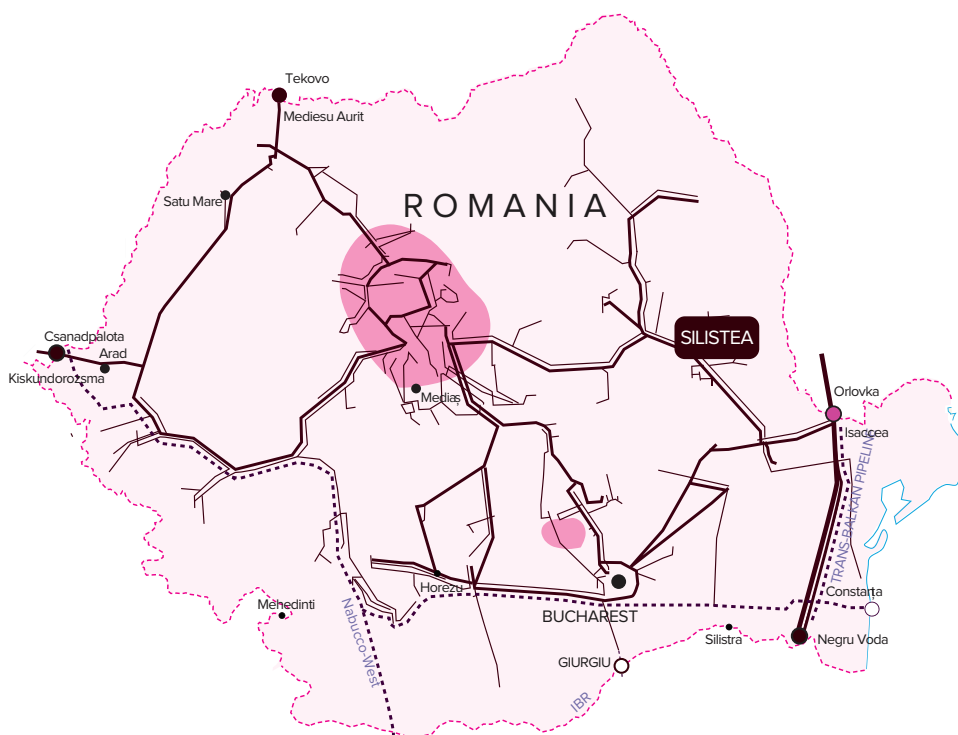 Tekovo
Mediesu Aurit
Satu Mare
ROMANIA
Csanadpalota
Arad
Kiskundorozsma
SILISTEA
Mediaș
Orlovka
Isaccea
TRANS-BALKAN PIPELINE
Horezu
Mehedinti
Nabucco-West
BUCHAREST
Constanta
Silistra
Negru Voda
GIURGIU
IBR